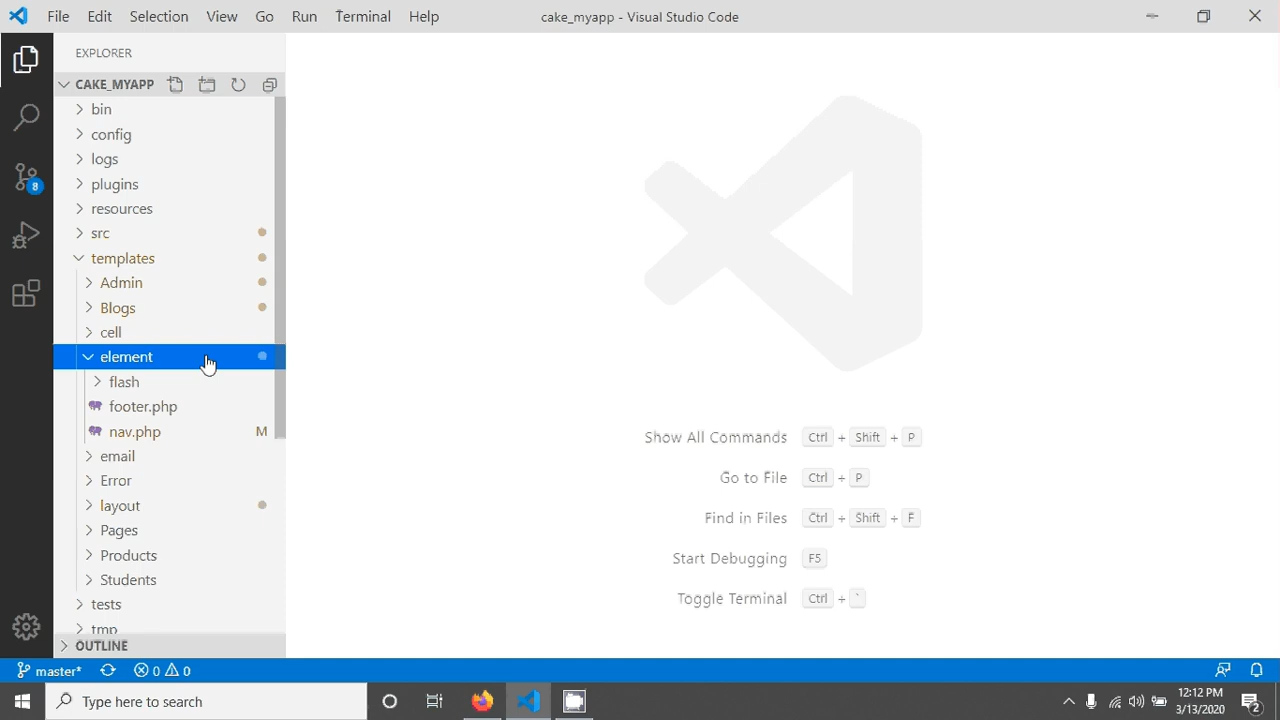 File Edit Selection View Go Run Terminal Help cake_myapp - Visual Studio Code
EXPLORER
CAKE_MYAPP
bin
config
logs
plugins
8
resources
src
templates
Admin
Blogs
cell
element
flash
footer.php
nav.php M
email
Error
layout
Pages
Products
Students
tests
tmp
OUTLINE
Show All Commands Ctrl + Shift + P
Go to File Ctrl + P
Find in Files Ctrl + Shift + F
Start Debugging F5
Toggle Terminal Ctrl + `
master* 0 0
Type here to search
12:12 PM
3/13/2020
2